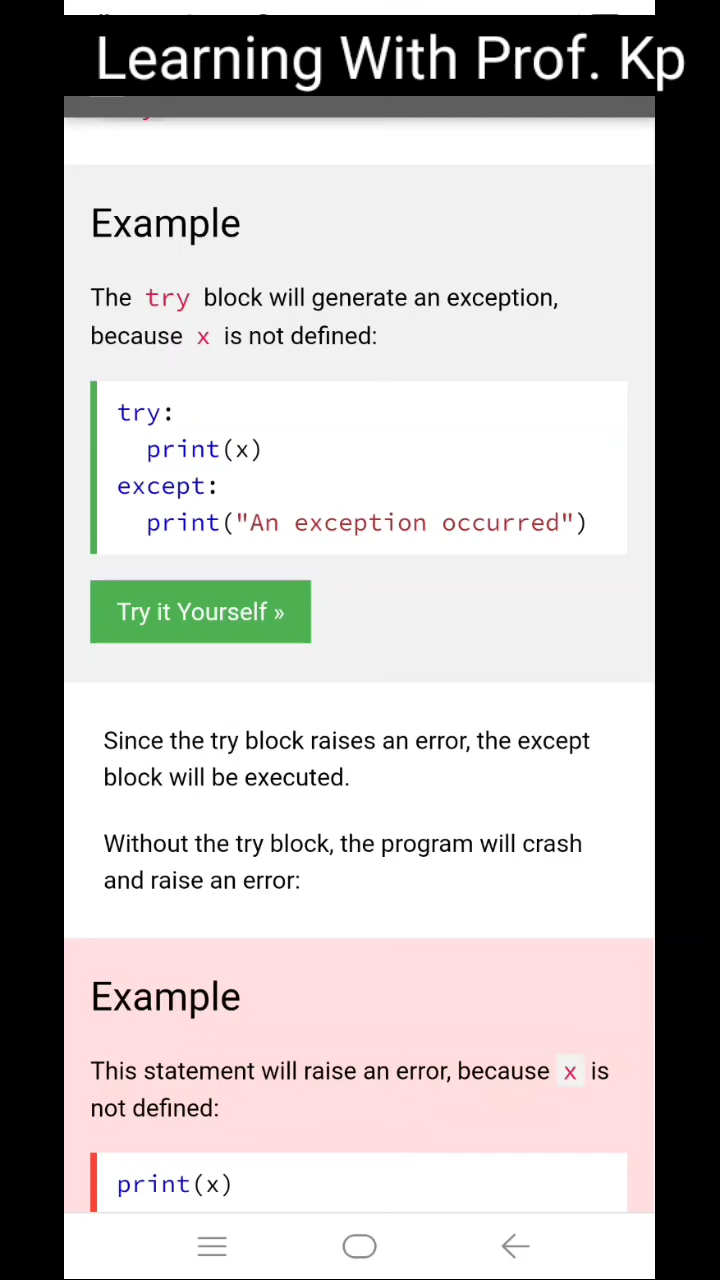 Learning With Prof. Kp
Example
The try block will generate an exception,
because x is not defined:
try:
print(x)
except:
print("An exception occurred")
Try it Yourself »
Since the try block raises an error, the except
block will be executed.
Without the try block, the program will crash
and raise an error:
Example
This statement will raise an error, because x is
not defined:
print(x)